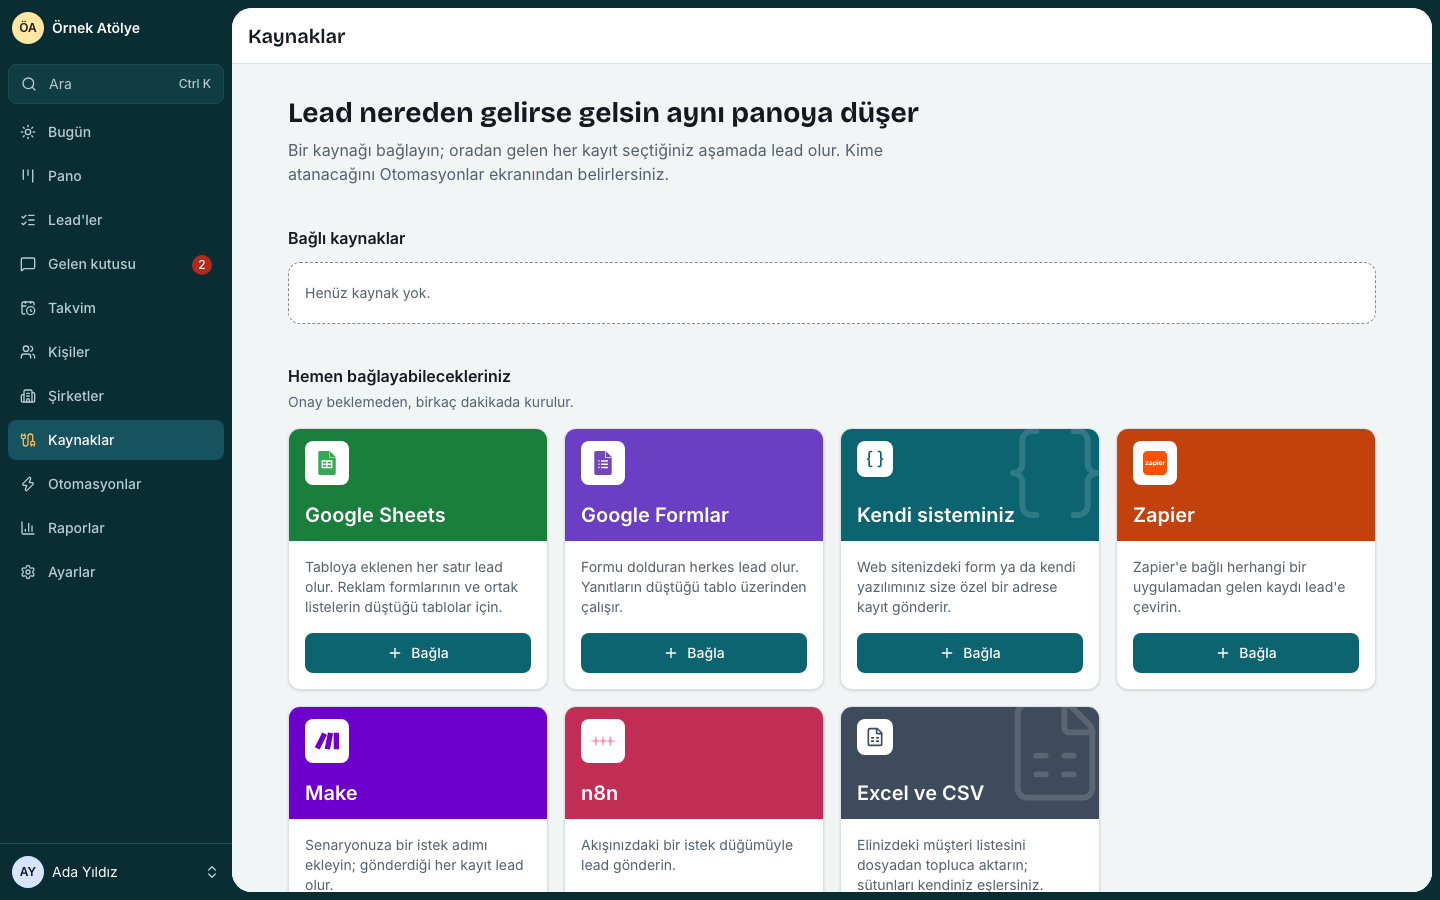 ÖA
Örnek Atölye
Ara
Ctrl K
Bugün
Pano
Lead'ler
Gelen kutusu
2
Takvim
Kişiler
Şirketler
Kaynaklar
Otomasyonlar
Raporlar
Ayarlar
AY
Ada Yıldız
Kaynaklar
Lead nereden gelirse gelsin aynı panoya düşer
Bir kaynağı bağlayın; oradan gelen her kayıt seçtiğiniz aşamada lead olur. Kime
atanacağını Otomasyonlar ekranından belirlersiniz.
Bağlı kaynaklar
Henüz kaynak yok.
Hemen bağlayabilecekleriniz
Onay beklemeden, birkaç dakikada kurulur.
Google Sheets
Tabloya eklenen her satır lead
olur. Reklam formlarının ve ortak
listelerin düştüğü tablolar için.
+ Bağla
Google Formlar
Formu dolduran herkes lead olur.
Yanıtların düştüğü tablo üzerinden
çalışır.
+ Bağla
{ }
Kendi sisteminiz
Web sitenizdeki form ya da kendi
yazılımınız size özel bir adrese
kayıt gönderir.
+ Bağla
zapier
Zapier
Zapier'e bağlı herhangi bir
uygulamadan gelen kaydı lead'e
çevirin.
+ Bağla
Make
Senaryonuza bir istek adımı
ekleyin; gönderdiği her kayıt lead
olur.
n8n
Akışınızdaki bir istek düğümüyle
lead gönderin.
Excel ve CSV
Elinizdeki müşteri listesini
dosyadan topluca aktarın;
sütunları kendiniz eşlersiniz.